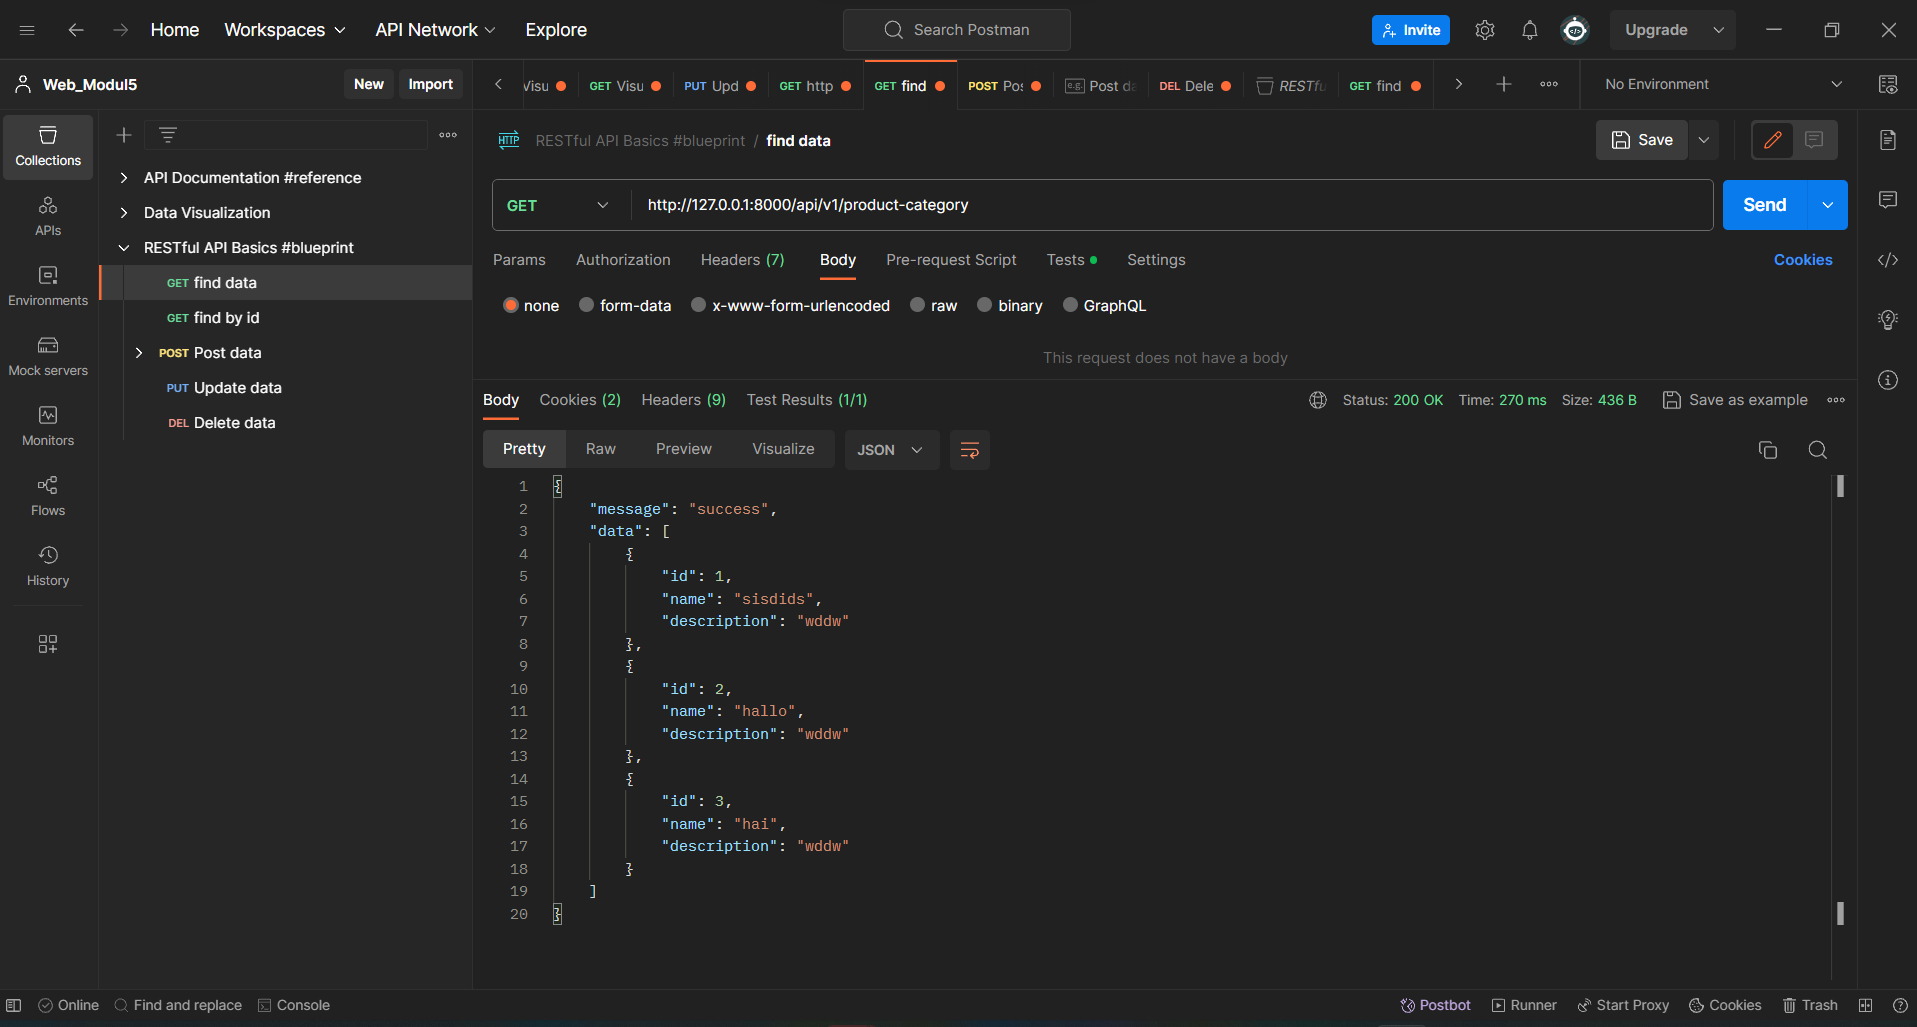 Home Workspaces API Network Explore Search Postman Invite Upgrade
Web_Modul5 New Import
GET Visu PUT Upd GET http GET find POST e.g. DEL Dele GET find No Environment
Collections
APIs
Environments
Mock servers
Monitors
Flows
History
API Documentation #reference
Data Visualization
RESTful API Basics #blueprint
GET find data
GET find by id
POST Post data
PUT Update data
DEL Delete data
HTTP RESTful API Basics #blueprint / find data Save
GET http://127.0.0.1:8000/api/v1/product-category Send
Params Authorization Headers (7) Body Pre-request Script Tests Settings Cookies
none form-data x-www-form-urlencoded raw binary GraphQL
This request does not have a body
Body Cookies (2) Headers (9) Test Results (1/1) Status: 200 OK Time: 270 ms Size: 436 B Save as example
Pretty Raw Preview Visualize JSON
1 {
2 "message": "success",
3 "data": [
4 {
5 "id": 1,
6 "name": "sisdids",
7 "description": "wddw"
8 },
9 {
10 "id": 2,
11 "name": "hallo",
12 "description": "wddw"
13 },
14 {
15 "id": 3,
16 "name": "hai",
17 "description": "wddw"
18 }
19 ]
20 }
Online Find and replace Console Postbot Runner Start Proxy Cookies Trash